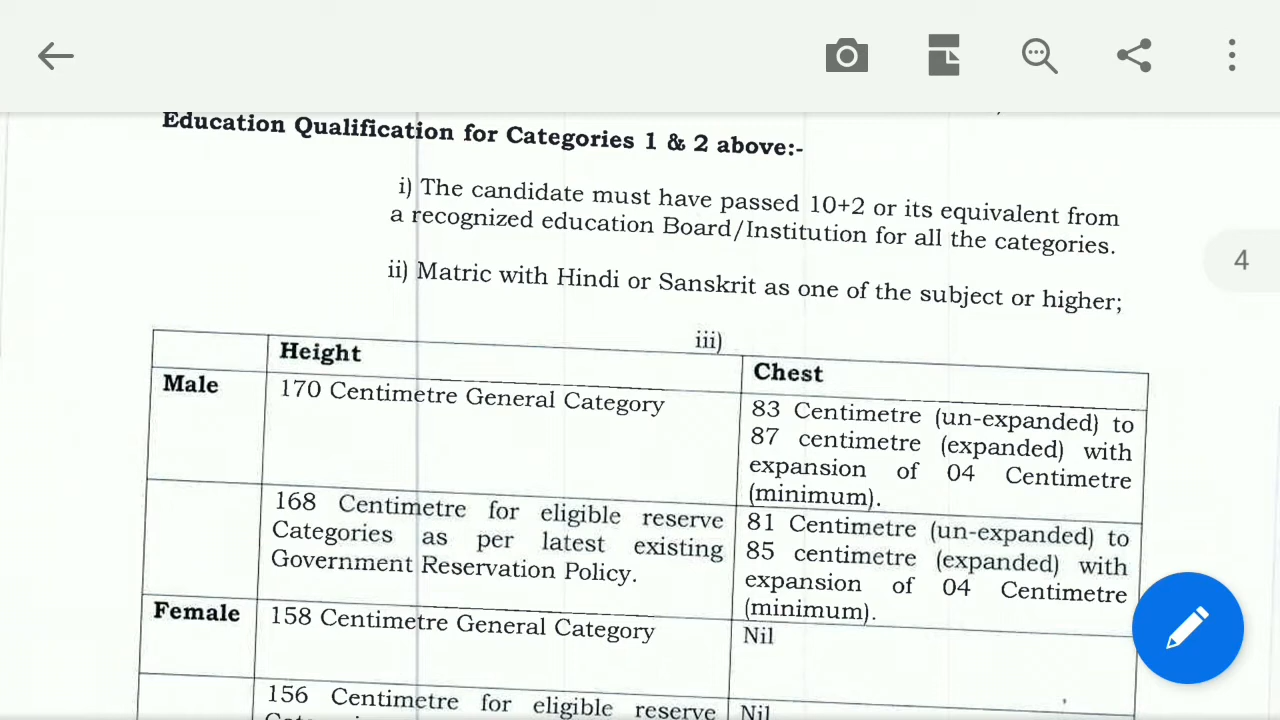 Education Qualification for Categories 1 & 2 above:-
i) The candidate must have passed 10+2 or its equivalent from
a recognized education Board/Institution for all the categories.
4
ii) Matric with Hindi or Sanskrit as one of the subject or higher;
iii)
Height
Chest
Male
170 Centimetre General Category
83 Centimetre (un-expanded) to
87 centimetre (expanded) with
expansion of 04 Centimetre
(minimum).
168 Centimetre for eligible reserve
Categories as per latest existing
Government Reservation Policy.
81 Centimetre (un-expanded) to
85 centimetre (expanded) with
expansion of 04 Centimetre
(minimum).
Female
158 Centimetre General Category
Nil
156 Centimetre for eligible reserve
Nil